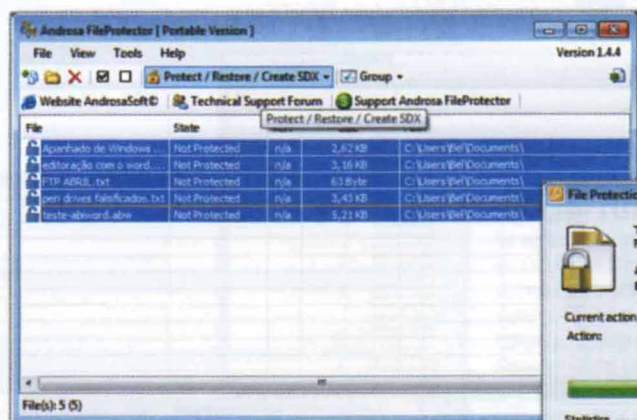 Androsa FileProtector [ Portable Version ]
File View Tools Help Version 1.4.4
Protect / Restore / Create SDX Group
Website AndrosaSoft© Technical Support Forum Support Androsa FileProtector
Protect / Restore / Create SDX
File State
Apanhado de Windows .... Not Protected n/a 2,62 KB C:\Users\Bel\Documents\
editoração com o word.... Not Protected n/a 3,16 KB C:\Users\Bel\Documents\
FTP ABRIL.txt Not Protected n/a 63 Byte C:\Users\Bel\Documents\
pen drives falsificados.txt Not Protected n/a 3,45 KB C:\Users\Bel\Documents\
teste-abiword.abw Not Protected n/a 5,21 KB C:\Users\Bel\Documents\
File Protectio
Current action
Action:
File(s): 5 (5)
Statistics